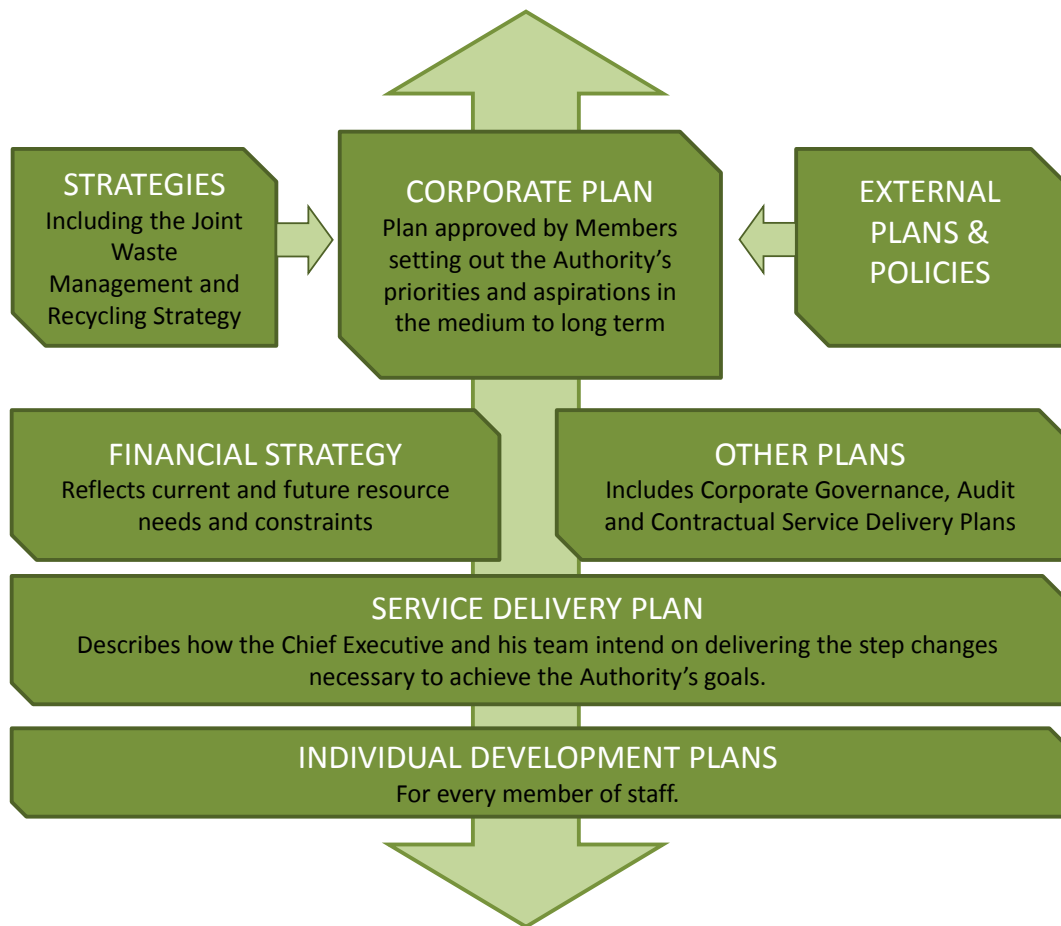 STRATEGIES
Including the Joint
Waste
Management and
Recycling Strategy
CORPORATE PLAN
Plan approved by Members
setting out the Authority’s
priorities and aspirations in
the medium to long term
EXTERNAL
PLANS &
POLICIES
FINANCIAL STRATEGY
Reflects current and future resource
needs and constraints
OTHER PLANS
Includes Corporate Governance, Audit
and Contractual Service Delivery Plans
SERVICE DELIVERY PLAN
Describes how the Chief Executive and his team intend on delivering the step changes
necessary to achieve the Authority’s goals.
INDIVIDUAL DEVELOPMENT PLANS
For every member of staff.